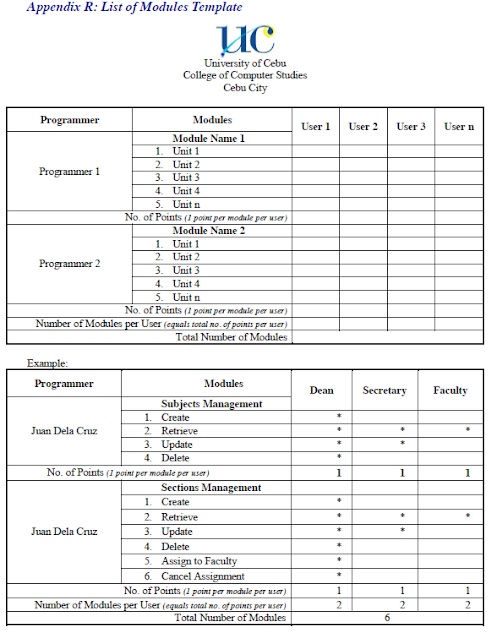 Appendix R: List of Modules Template
UC
University of Cebu
College of Computer Studies
Cebu City
Programmer Modules User 1 User 2 User 3 User n
Module Name 1
Programmer 1
1. Unit 1
2. Unit 2
3. Unit 3
4. Unit 4
5. Unit n
No. of Points (1 point per module per user)
Module Name 2
Programmer 2
1. Unit 1
2. Unit 2
3. Unit 3
4. Unit 4
5. Unit n
No. of Points (1 point per module per user)
Number of Modules per User (equals total no. of points per user)
Total Number of Modules
Example:
Programmer Modules Dean Secretary Faculty
Subjects Management
Juan Dela Cruz
1. Create *
2. Retrieve * * *
3. Update * *
4. Delete *
No. of Points (1 point per module per user) 1 1 1
Sections Management
Juan Dela Cruz
1. Create *
2. Retrieve * * *
3. Update * *
4. Delete *
5. Assign to Faculty *
6. Cancel Assignment *
No. of Points (1 point per module per user) 1 1 1
Number of Modules per User (equals total no. of points per user) 2 2 2
Total Number of Modules 6